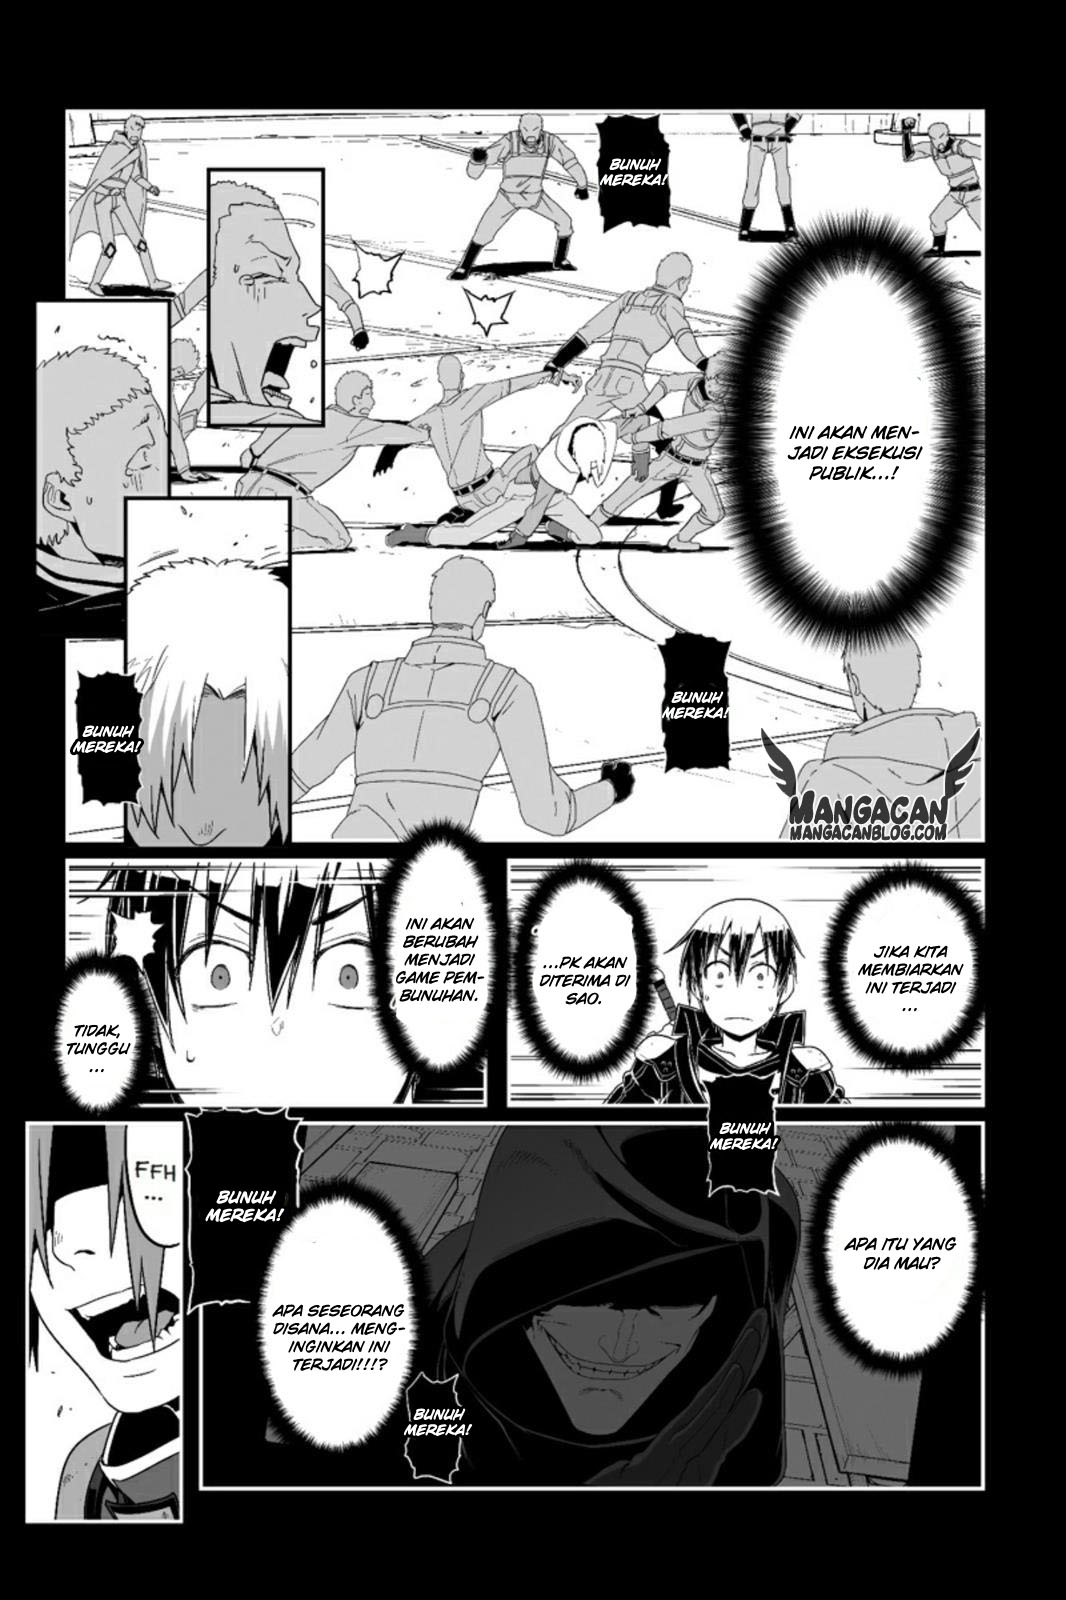 BUNUH
MEREKA!
INI AKAN MEN-
JADI EKSEKUSI
PUBLIK...!
BUNUH
MEREKA!
BUNUH
MEREKA!
MANGACAN
MANGACANBLOG.COM
JIKA KITA
MEMBIARKAN
INI TERJADI
...
...PK AKAN
DITERIMA DI
SAO.
INI AKAN
BERUBAH
MENJADI
GAME PEM-
BUNUHAN.
TIDAK,
TUNGGU
...
BUNUH
MEREKA!
APA ITU YANG
DIA MAU?
APA SESEORANG
DISANA... MENG-
INGINKAN INI
TERJADI!!!?
BUNUH
MEREKA!
BUNUH
MEREKA!
FFH
...